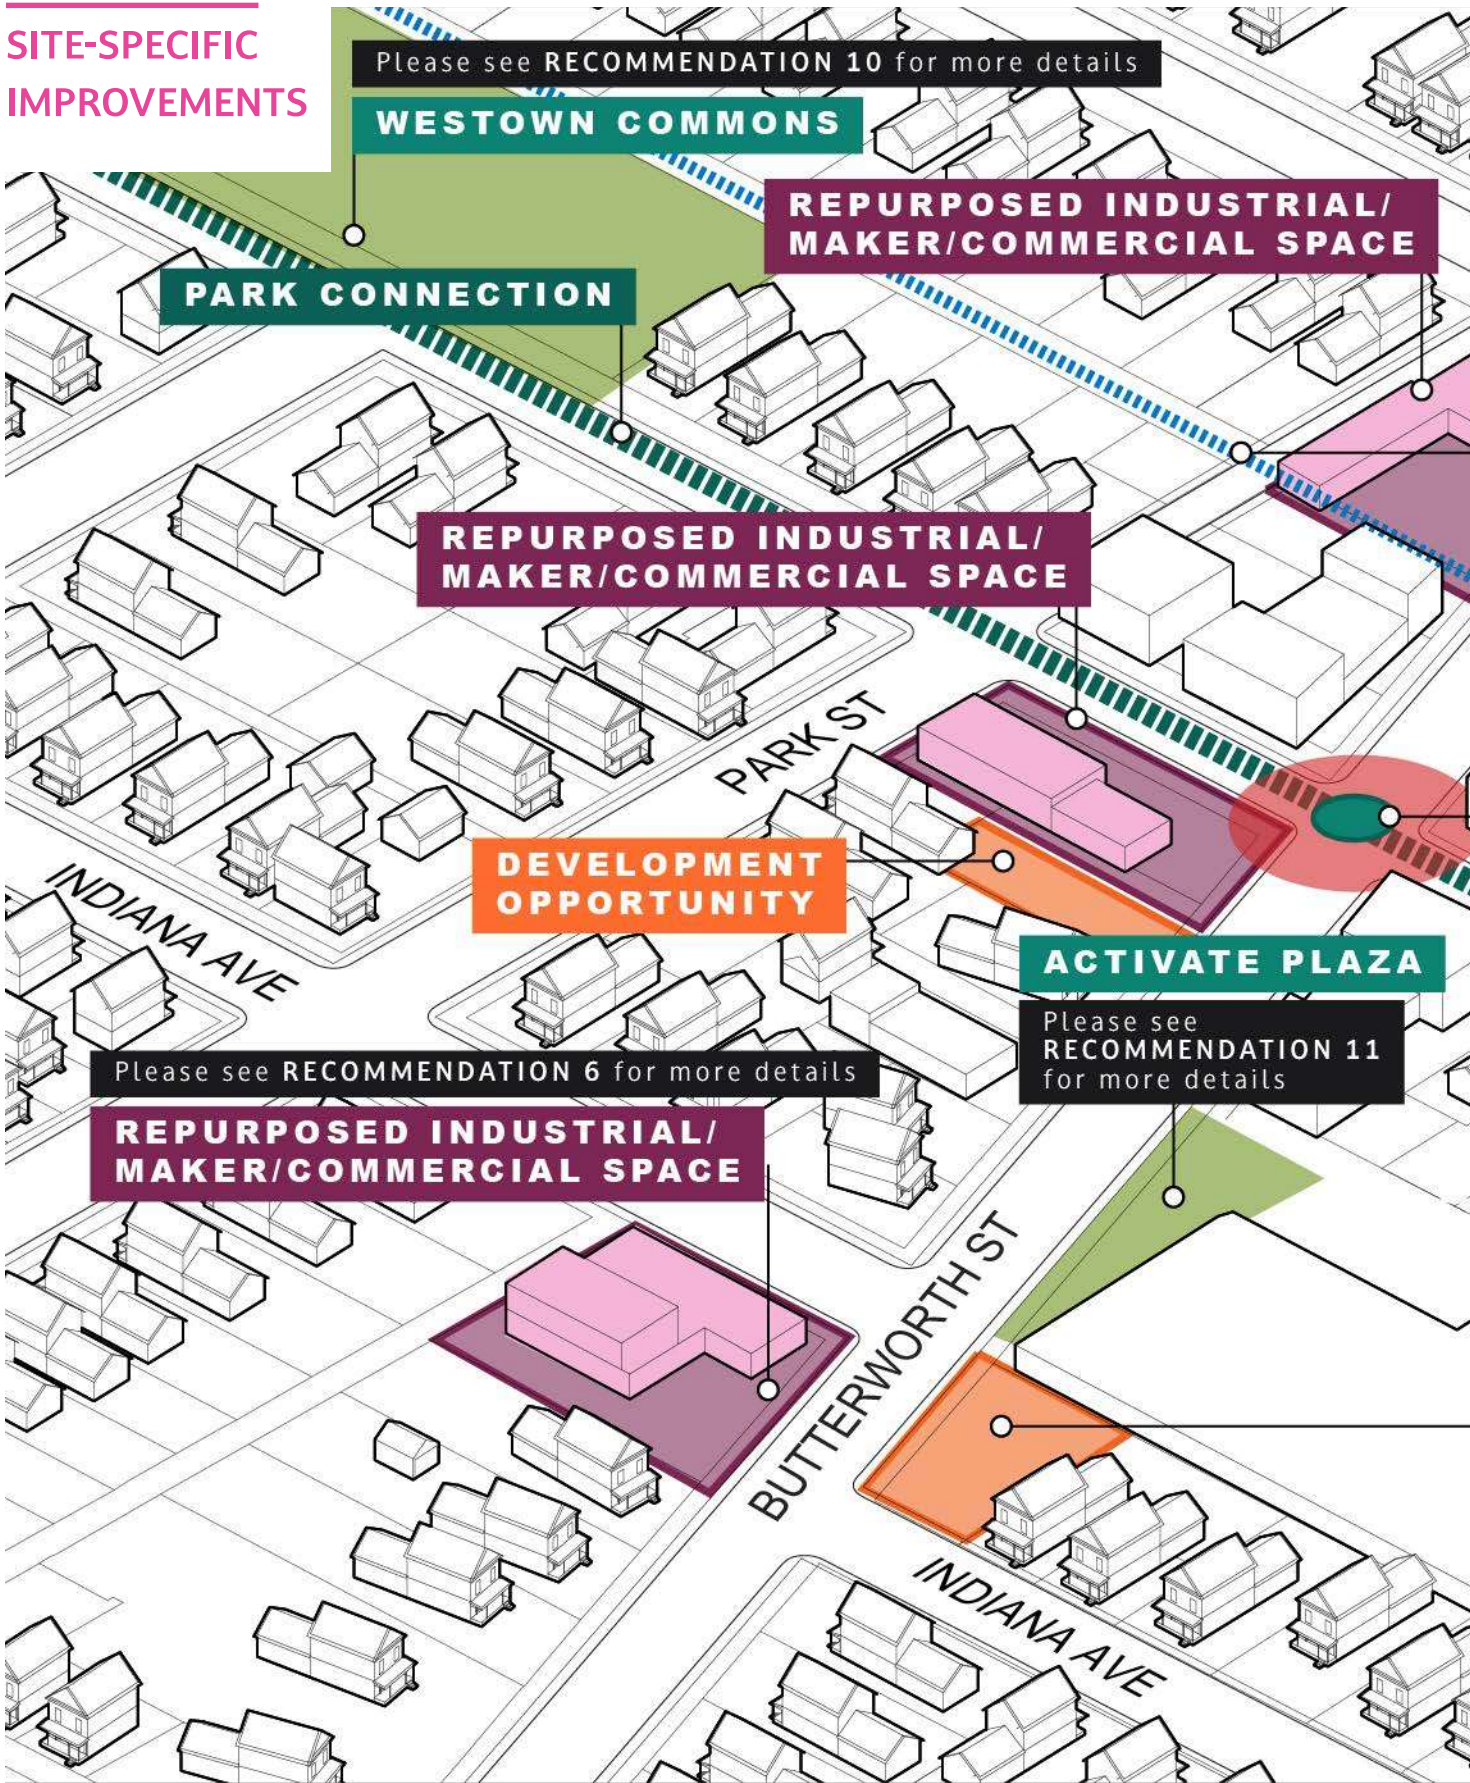 SITE-SPECIFIC
IMPROVEMENTS
Please see RECOMMENDATION 10 for more details
WESTOWN COMMONS
REPURPOSED INDUSTRIAL/
MAKER/COMMERCIAL SPACE
PARK CONNECTION
REPURPOSED INDUSTRIAL/
MAKER/COMMERCIAL SPACE
PARK ST
DEVELOPMENT
OPPORTUNITY
INDIANA AVE
ACTIVATE PLAZA
Please see
RECOMMENDATION 11
for more details
Please see RECOMMENDATION 6 for more details
REPURPOSED INDUSTRIAL/
MAKER/COMMERCIAL SPACE
BUTTERWORTH ST
INDIANA AVE